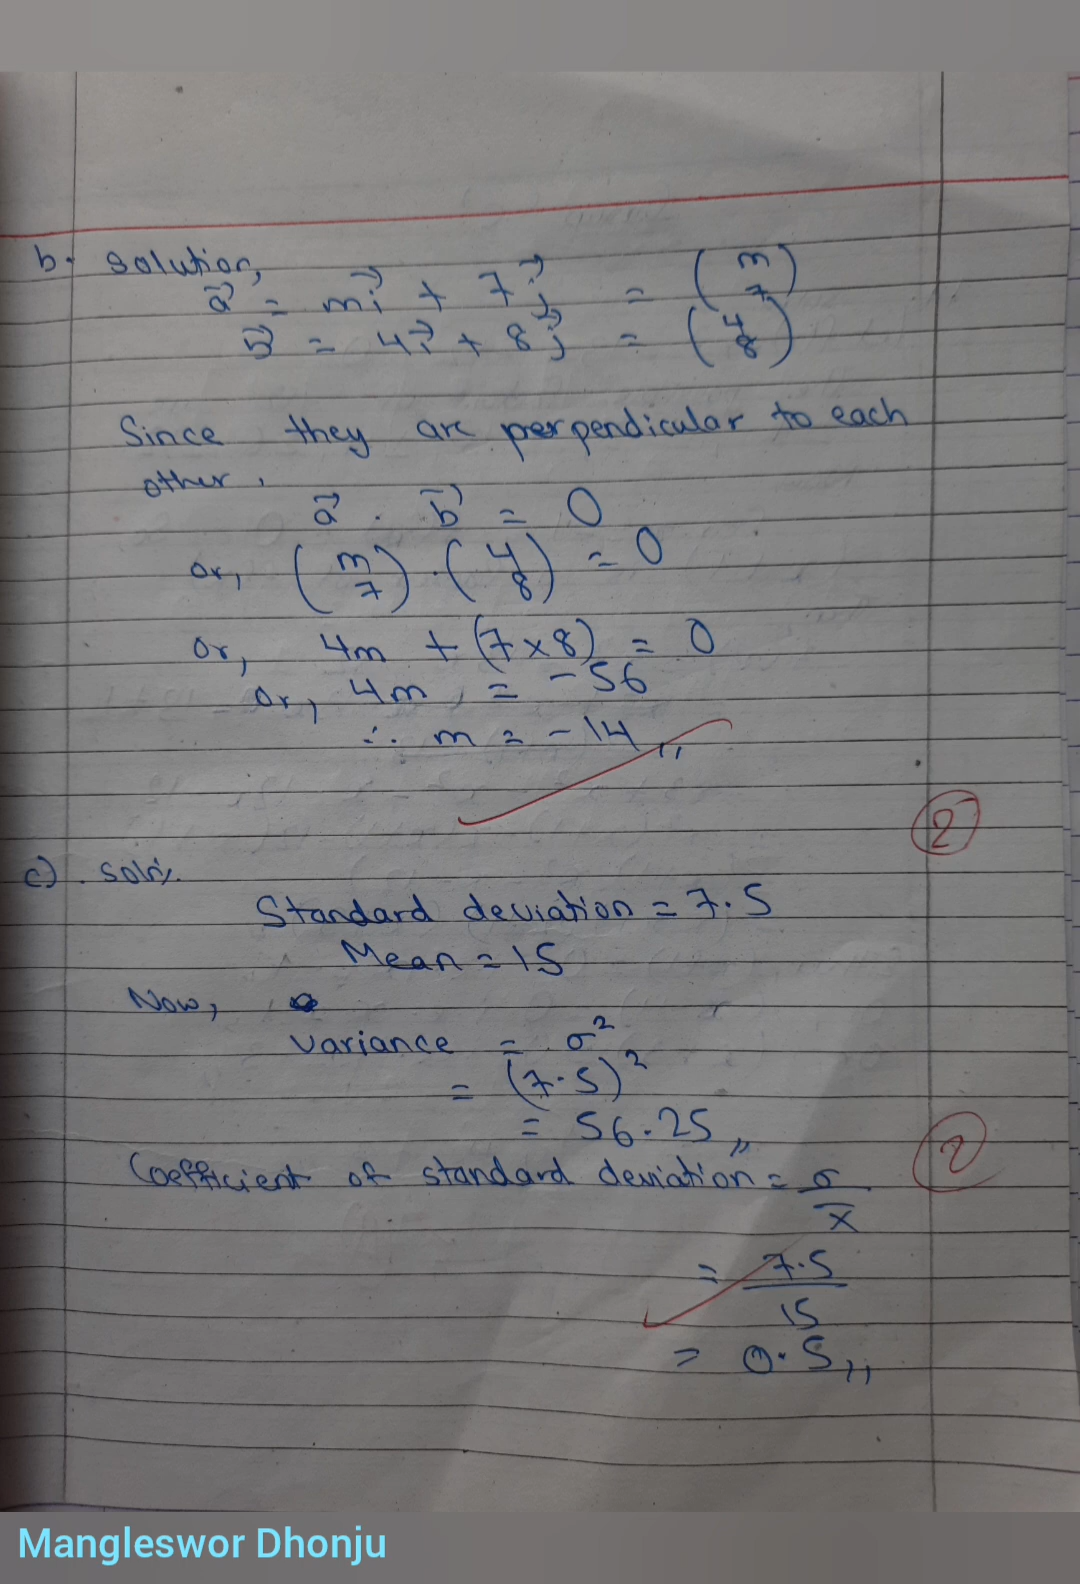 b. Solution,
a⃗ = mi⃗ + 7j⃗ = (m 7)
b⃗ = 4i⃗ + 8j⃗ = (4 8)
Since they are perpendicular to each
other,
a⃗ . b⃗ = 0
or, (m 7) . (4 8) = 0
or, 4m + (7 x 8) = 0
or, 4m = -56
∴ m = -14,,
2
c). Soln,
Standard deviation = 7.5
Mean = 15
Now,
Variance = σ²
= (7.5)²
= 56.25,,
2
Coefficient of standard deviation = σ
x̄
= 7.5
15
= 0.5,,
Mangleswor Dhonju